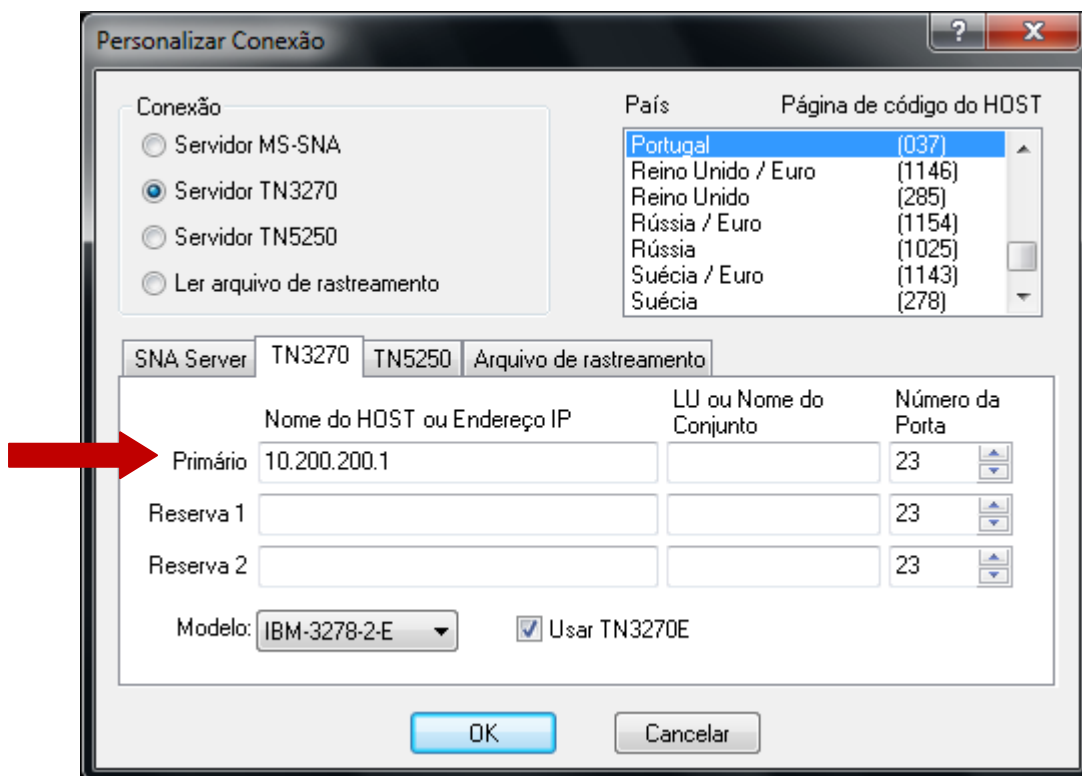 Personalizar Conexão
Conexão
Servidor MS-SNA
Servidor TN3270
Servidor TN5250
Ler arquivo de rastreamento
País Página de código do HOST
Portugal (037)
Reino Unido / Euro (1146)
Reino Unido (285)
Rússia / Euro (1154)
Rússia (1025)
Suécia / Euro (1143)
Suécia (278)
SNA Server TN3270 TN5250 Arquivo de rastreamento
Nome do HOST ou Endereço IP
LU ou Nome do
Conjunto
Número da
Porta
Primário 10.200.200.1 23
Reserva 1 23
Reserva 2 23
Modelo: IBM-3278-2-E Usar TN3270E
OK Cancelar